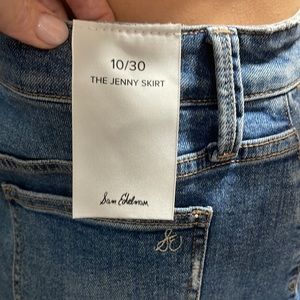 10/30
THE JENNY SKIRT
Sam Edelman
SE